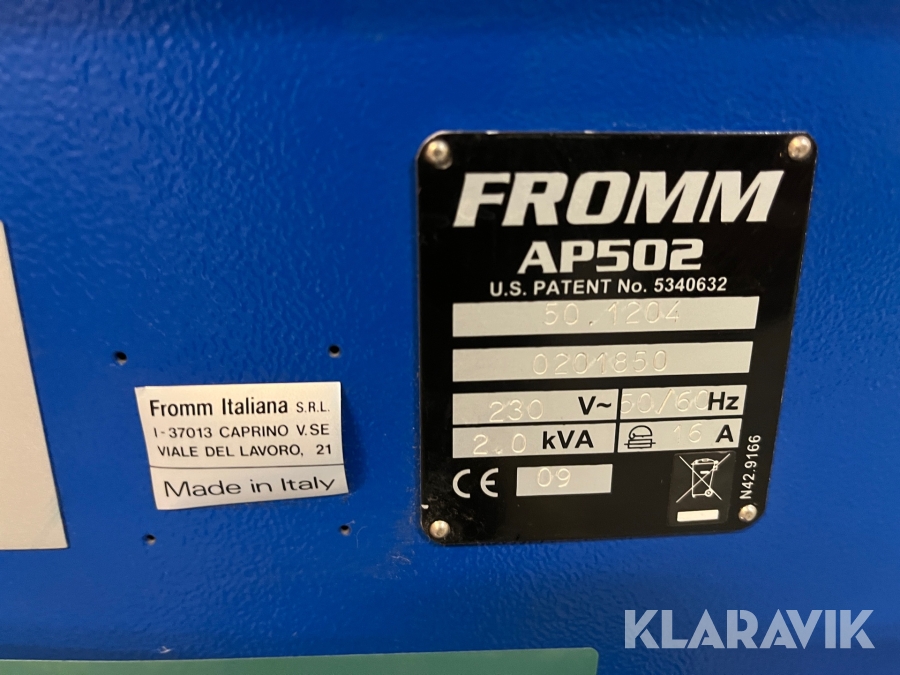 FROMM
AP502
U.S. PATENT No. 5340632
50.1204
0201850
230 V~ 50/60 Hz
2.0 kVA 16 A
CE 09
N42.9166
Fromm Italiana S.R.L.
I-37013 CAPRINO V.SE
VIALE DEL LAVORO, 21
Made in Italy
KLARAVIK